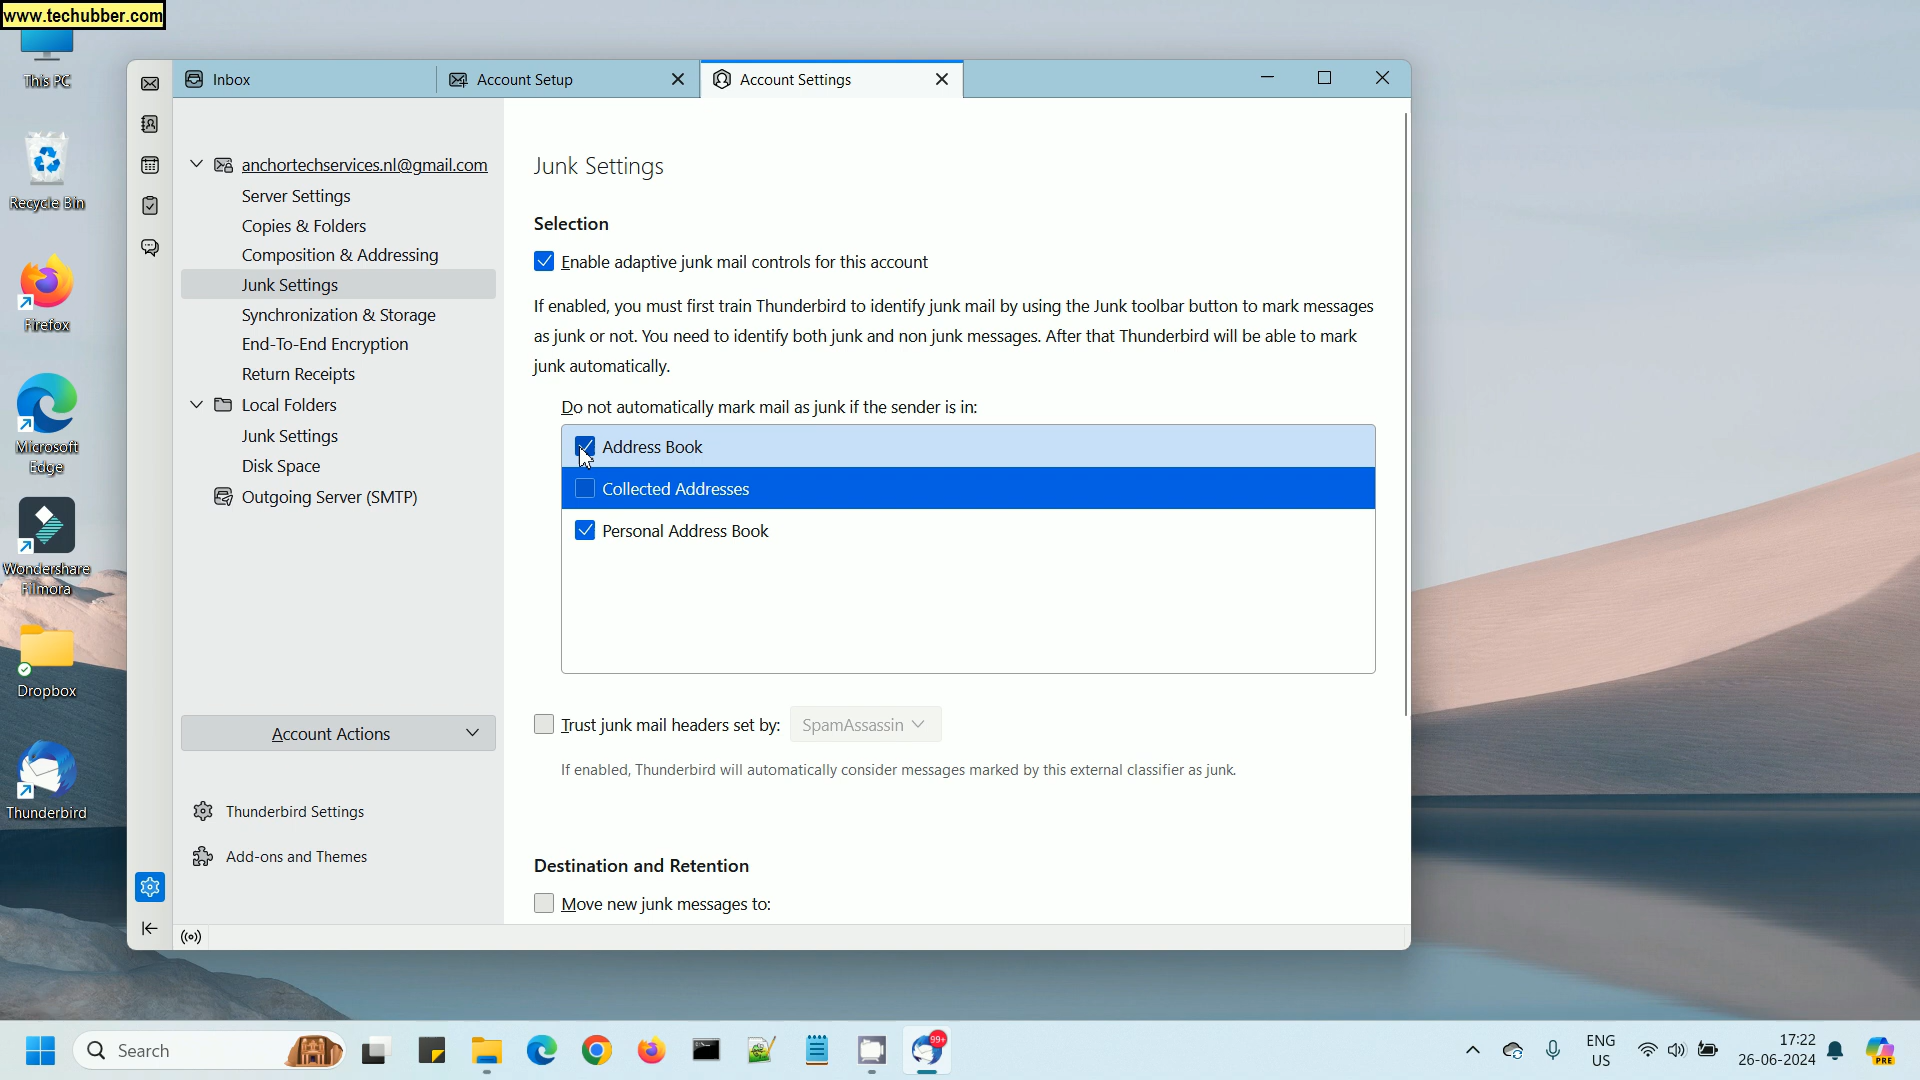 www.techubber.com
This PC
Recycle Bin
Firefox
Microsoft
Edge
Wondershare
Filmora
Dropbox
Thunderbird
Inbox
Account Setup
Account Settings
anchortechservices.nl@gmail.com
Server Settings
Copies & Folders
Composition & Addressing
Junk Settings
Synchronization & Storage
End-To-End Encryption
Return Receipts
Local Folders
Junk Settings
Disk Space
Outgoing Server (SMTP)
Account Actions
Thunderbird Settings
Add-ons and Themes
Junk Settings
Selection
Enable adaptive junk mail controls for this account
If enabled, you must first train Thunderbird to identify junk mail by using the Junk toolbar button to mark messages
as junk or not. You need to identify both junk and non junk messages. After that Thunderbird will be able to mark
junk automatically.
Do not automatically mark mail as junk if the sender is in:
Address Book
Collected Addresses
Personal Address Book
Trust junk mail headers set by: SpamAssassin
If enabled, Thunderbird will automatically consider messages marked by this external classifier as junk.
Destination and Retention
Move new junk messages to:
Search
99+
ENG
US
17:22
26-06-2024
PRE